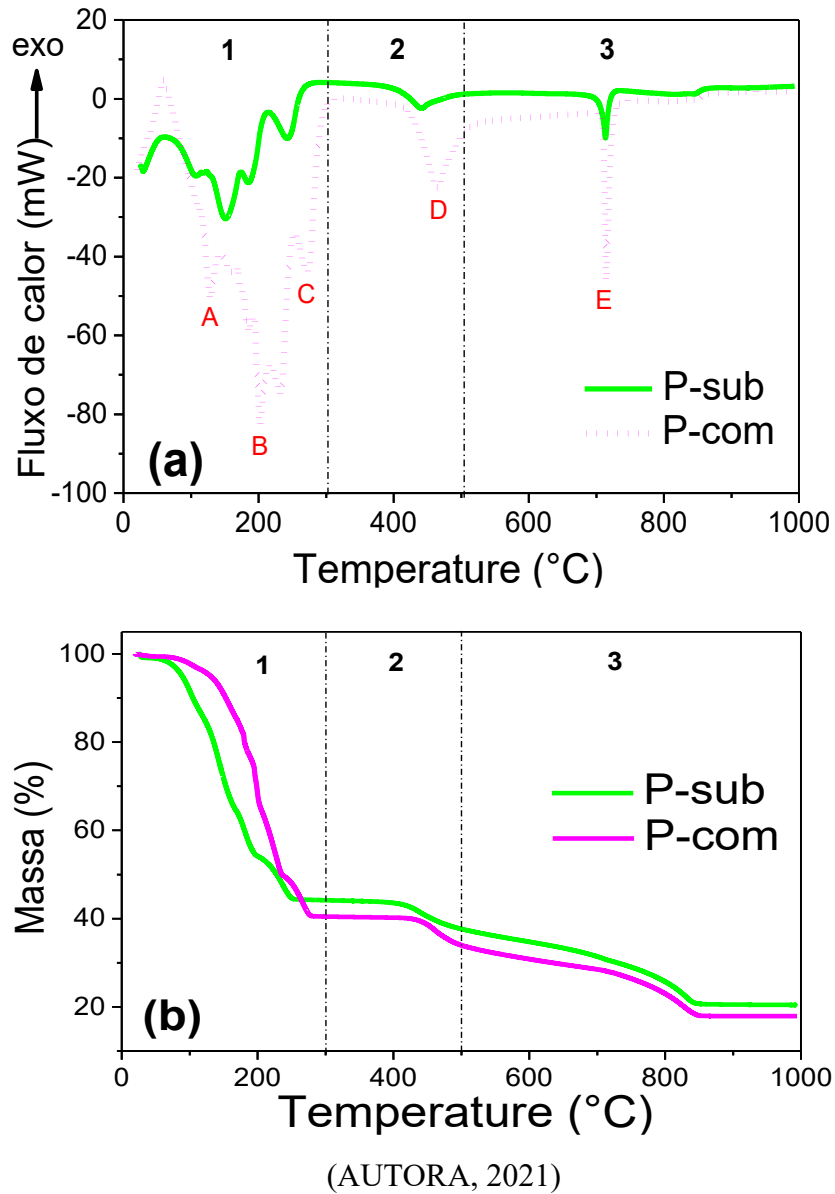 exo
1 2 3
20
0
-20
-40
-60
-80
-100
Fluxo de calor (mW)
A
B
C
D
E
P-sub
P-com
(a)
0 200 400 600 800 1000
Temperature (°C)
1 2 3
100
80
60
40
20
Massa (%)
P-sub
P-com
(b)
0 200 400 600 800 1000
Temperature (°C)
(AUTORA, 2021)